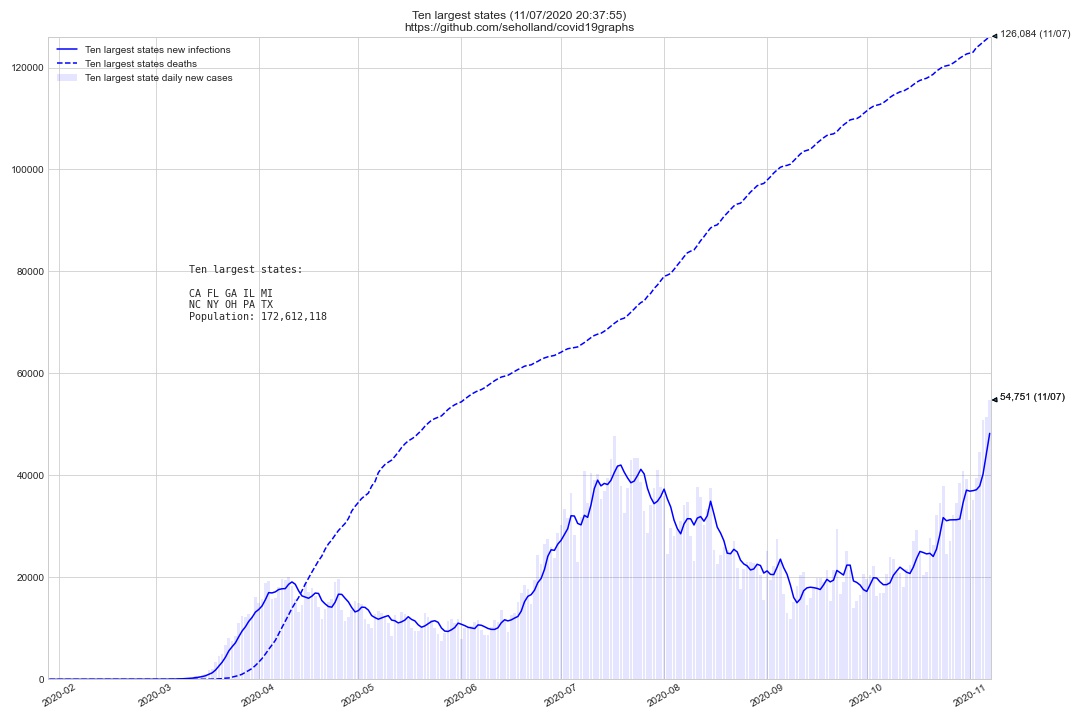 Ten largest states (11/07/2020 20:37:55)
https://github.com/seholland/covid19graphs
Ten largest states new infections
Ten largest states deaths
Ten largest state daily new cases
126,084 (11/07)
120000
100000
80000
60000
40000
20000
0
Ten largest states:
CA FL GA IL MI
NC NY OH PA TX
Population: 172,612,118
54,751 (11/07)
2020-02
2020-03
2020-04
2020-05
2020-06
2020-07
2020-08
2020-09
2020-10
2020-11